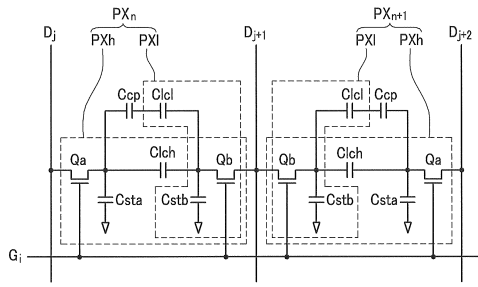 PXn PXn+1
Dj PXh PXl Dj+1 PXl PXh Dj+2
Ccp Clcl Clcl Ccp
Qa Clch Qb Qb Clch Qa
Csta Cstb Cstb Csta
Gi